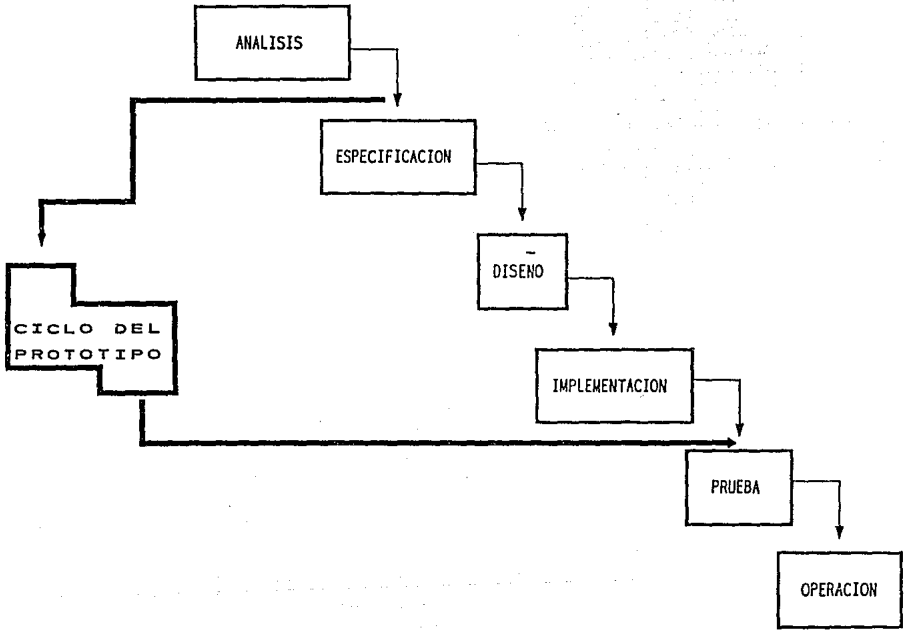 ANALISIS
ESPECIFICACION
DISEÑO
CICLO DEL
PROTOTIPO
IMPLEMENTACION
PRUEBA
OPERACION